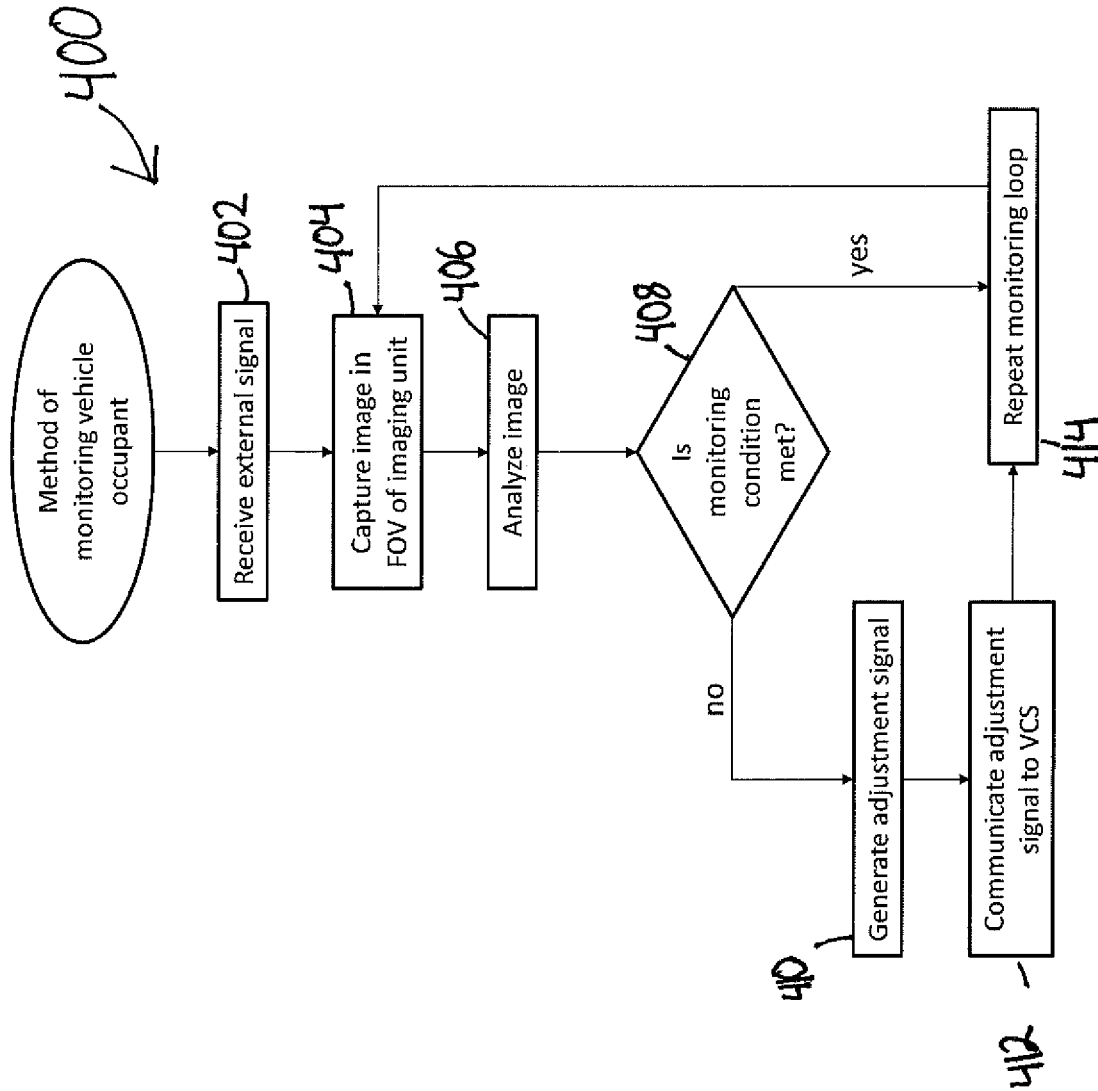 400
Method of
monitoring vehicle
occupant
402
Receive external signal
404
Capture image in
FOV of imaging unit
406
Analyze image
408
Is
monitoring
condition
met?
no
yes
410
Generate adjustment signal
412
Communicate adjustment
signal to VCS
414
Repeat monitoring loop